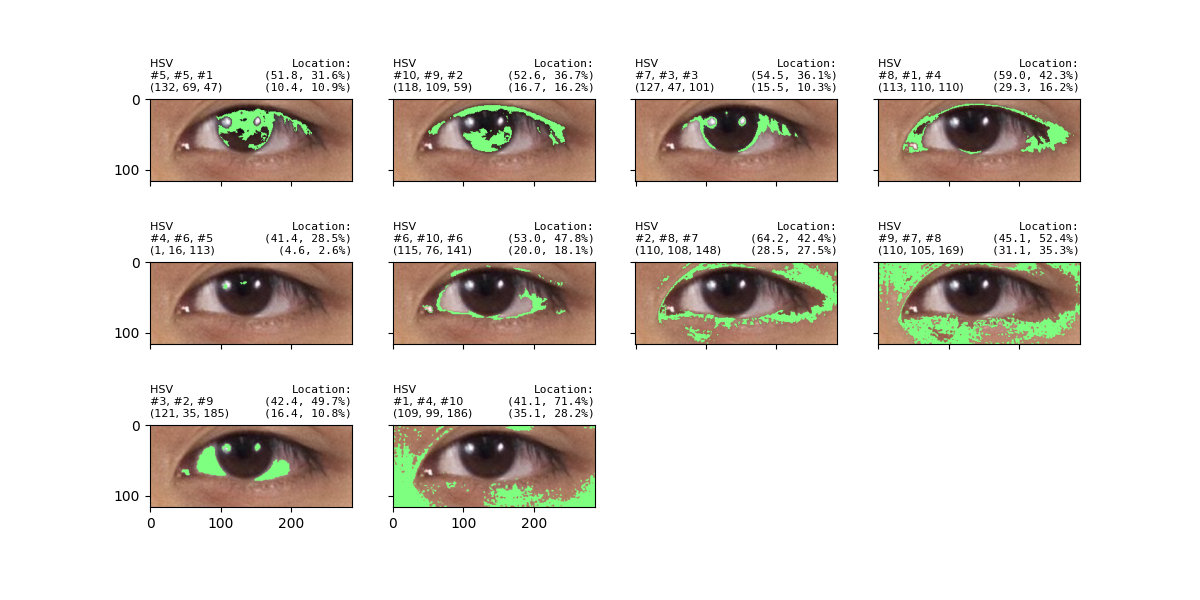 HSV Location:
#5, #5, #1 (51.8, 31.6%)
(132, 69, 47) (10.4, 10.9%)
HSV Location:
#10, #9, #2 (52.6, 36.7%)
(118, 109, 59) (16.7, 16.2%)
HSV Location:
#7, #3, #3 (54.5, 36.1%)
(127, 47, 101) (15.5, 10.3%)
HSV Location:
#8, #1, #4 (59.0, 42.3%)
(113, 110, 110) (29.3, 16.2%)
0
100
HSV Location:
#4, #6, #5 (41.4, 28.5%)
(1, 16, 113) (4.6, 2.6%)
HSV Location:
#6, #10, #6 (53.0, 47.8%)
(115, 76, 141) (20.0, 18.1%)
HSV Location:
#2, #8, #7 (64.2, 42.4%)
(110, 108, 148) (28.5, 27.5%)
HSV Location:
#9, #7, #8 (45.1, 52.4%)
(110, 105, 169) (31.1, 35.3%)
0
100
HSV Location:
#3, #2, #9 (42.4, 49.7%)
(121, 35, 185) (16.4, 10.8%)
HSV Location:
#1, #4, #10 (41.1, 71.4%)
(109, 99, 186) (35.1, 28.2%)
0
100
0 100 200
0 100 200